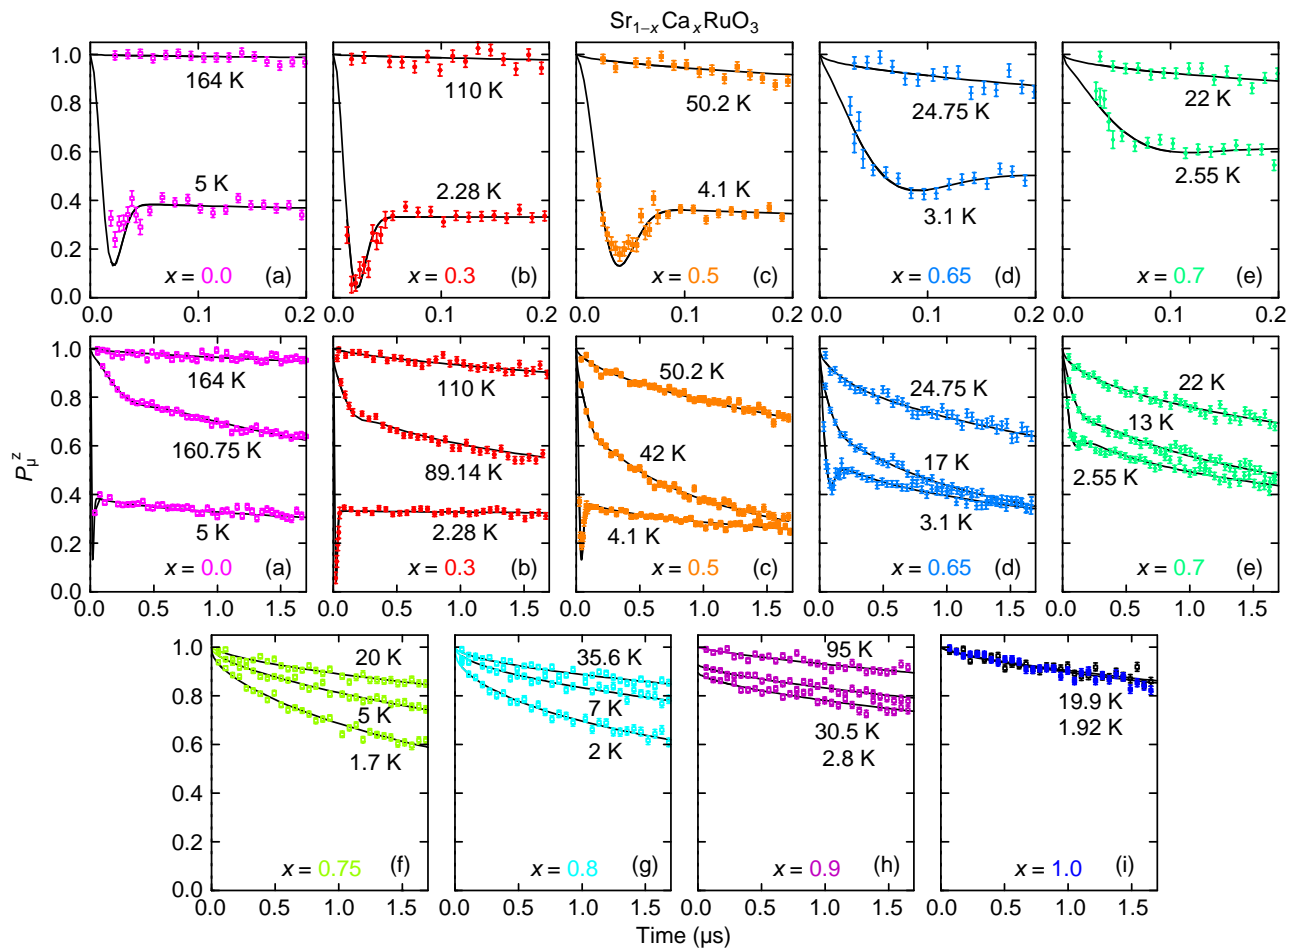 Sr1−xCaxRuO3
1.0
0.8
0.6
0.4
0.2
0.0
164 K
5 K
x = 0.0 (a)
110 K
2.28 K
x = 0.3 (b)
50.2 K
4.1 K
x = 0.5 (c)
24.75 K
3.1 K
x = 0.65 (d)
22 K
2.55 K
x = 0.7 (e)
0.0 0.1 0.2
0.0 0.1 0.2
0.0 0.1 0.2
0.0 0.1 0.2
0.0 0.1 0.2
Pμz
1.0
0.8
0.6
0.4
0.2
0.0
164 K
160.75 K
5 K
x = 0.0 (a)
110 K
89.14 K
2.28 K
x = 0.3 (b)
50.2 K
42 K
4.1 K
x = 0.5 (c)
24.75 K
17 K
3.1 K
x = 0.65 (d)
22 K
13 K
2.55 K
x = 0.7 (e)
0.0 0.5 1.0 1.5
0.0 0.5 1.0 1.5
0.0 0.5 1.0 1.5
0.0 0.5 1.0 1.5
0.0 0.5 1.0 1.5
1.0
0.8
0.6
0.4
0.2
0.0
20 K
5 K
1.7 K
x = 0.75 (f)
35.6 K
7 K
2 K
x = 0.8 (g)
95 K
30.5 K
2.8 K
x = 0.9 (h)
19.9 K
1.92 K
x = 1.0 (i)
0.0 0.5 1.0 1.5
0.0 0.5 1.0 1.5
0.0 0.5 1.0 1.5
0.0 0.5 1.0 1.5
Time (μs)